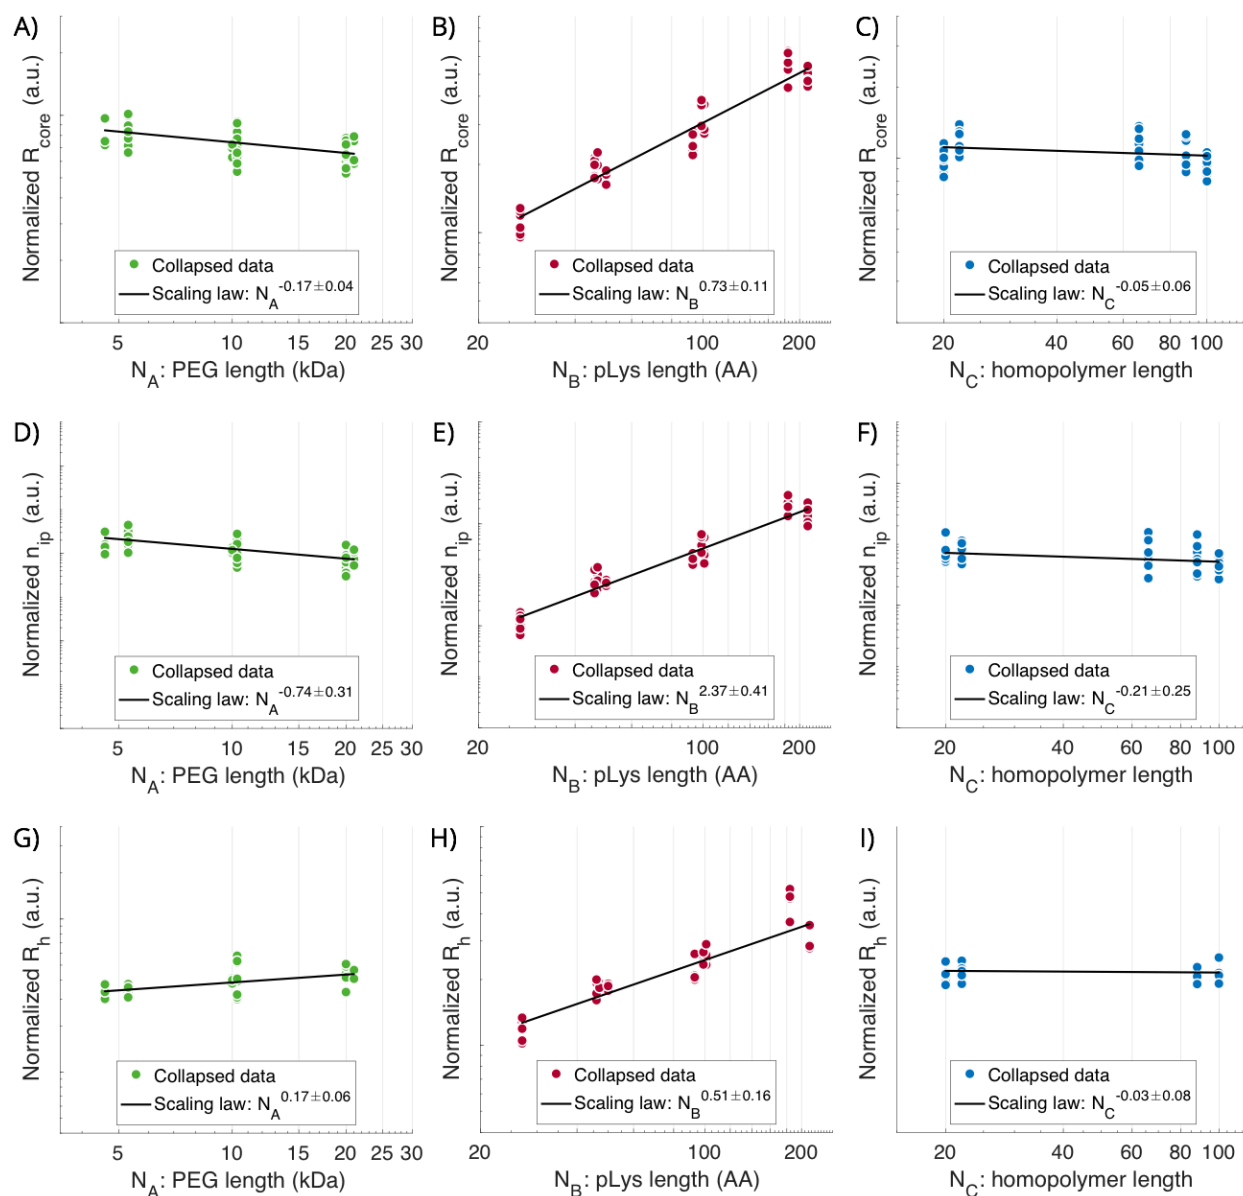 A)
Normalized R_core (a.u.)
Collapsed data
Scaling law: N_A^-0.17±0.04
5 10 15 20 25 30
N_A: PEG length (kDa)
B)
Normalized R_core (a.u.)
Collapsed data
Scaling law: N_B^0.73±0.11
20 100 200
N_B: pLys length (AA)
C)
Normalized R_core (a.u.)
Collapsed data
Scaling law: N_C^-0.05±0.06
20 40 60 80 100
N_C: homopolymer length
D)
Normalized n_ip (a.u.)
Collapsed data
Scaling law: N_A^-0.74±0.31
5 10 15 20 25 30
N_A: PEG length (kDa)
E)
Normalized n_ip (a.u.)
Collapsed data
Scaling law: N_B^2.37±0.41
20 100 200
N_B: pLys length (AA)
F)
Normalized n_ip (a.u.)
Collapsed data
Scaling law: N_C^-0.21±0.25
20 40 60 80 100
N_C: homopolymer length
G)
Normalized R_h (a.u.)
Collapsed data
Scaling law: N_A^0.17±0.06
5 10 15 20 25 30
N_A: PEG length (kDa)
H)
Normalized R_h (a.u.)
Collapsed data
Scaling law: N_B^0.51±0.16
20 100 200
N_B: pLys length (AA)
I)
Normalized R_h (a.u.)
Collapsed data
Scaling law: N_C^-0.03±0.08
20 40 60 80 100
N_C: homopolymer length